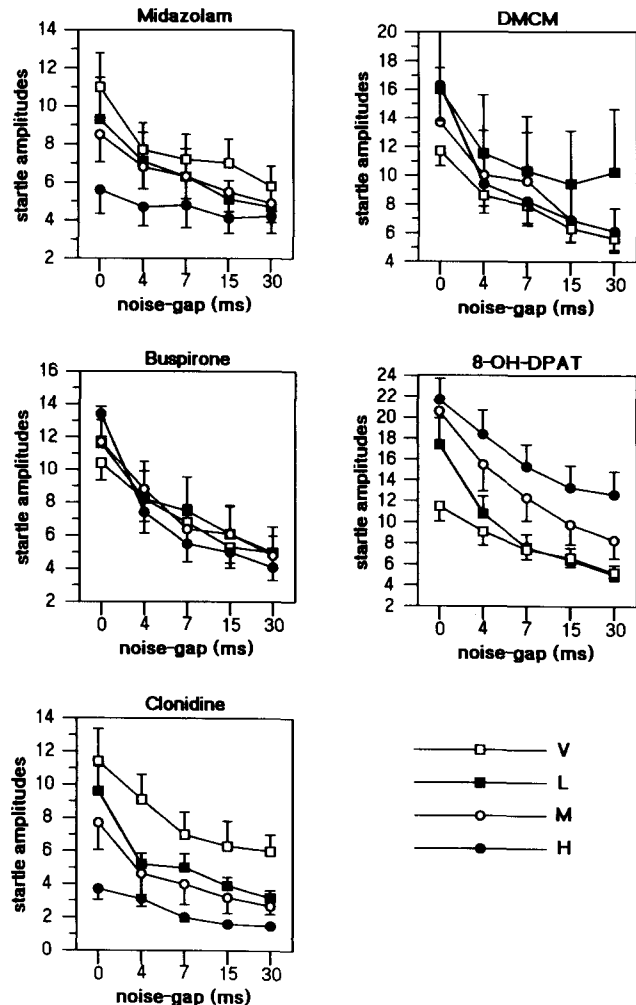 Midazolam
14
12
10
8
6
4
2
startle amplitudes
0 4 7 15 30
noise-gap (ms)
DMCM
20
18
16
14
12
10
8
6
4
2
startle amplitudes
0 4 7 15 30
noise-gap (ms)
Buspirone
16
14
12
10
8
6
4
2
startle amplitudes
0 4 7 15 30
noise-gap (ms)
8-OH-DPAT
24
22
20
18
16
14
12
10
8
6
4
2
startle amplitudes
0 4 7 15 30
noise-gap (ms)
Clonidine
14
12
10
8
6
4
2
0
startle amplitudes
0 4 7 15 30
noise-gap (ms)
V
L
M
H